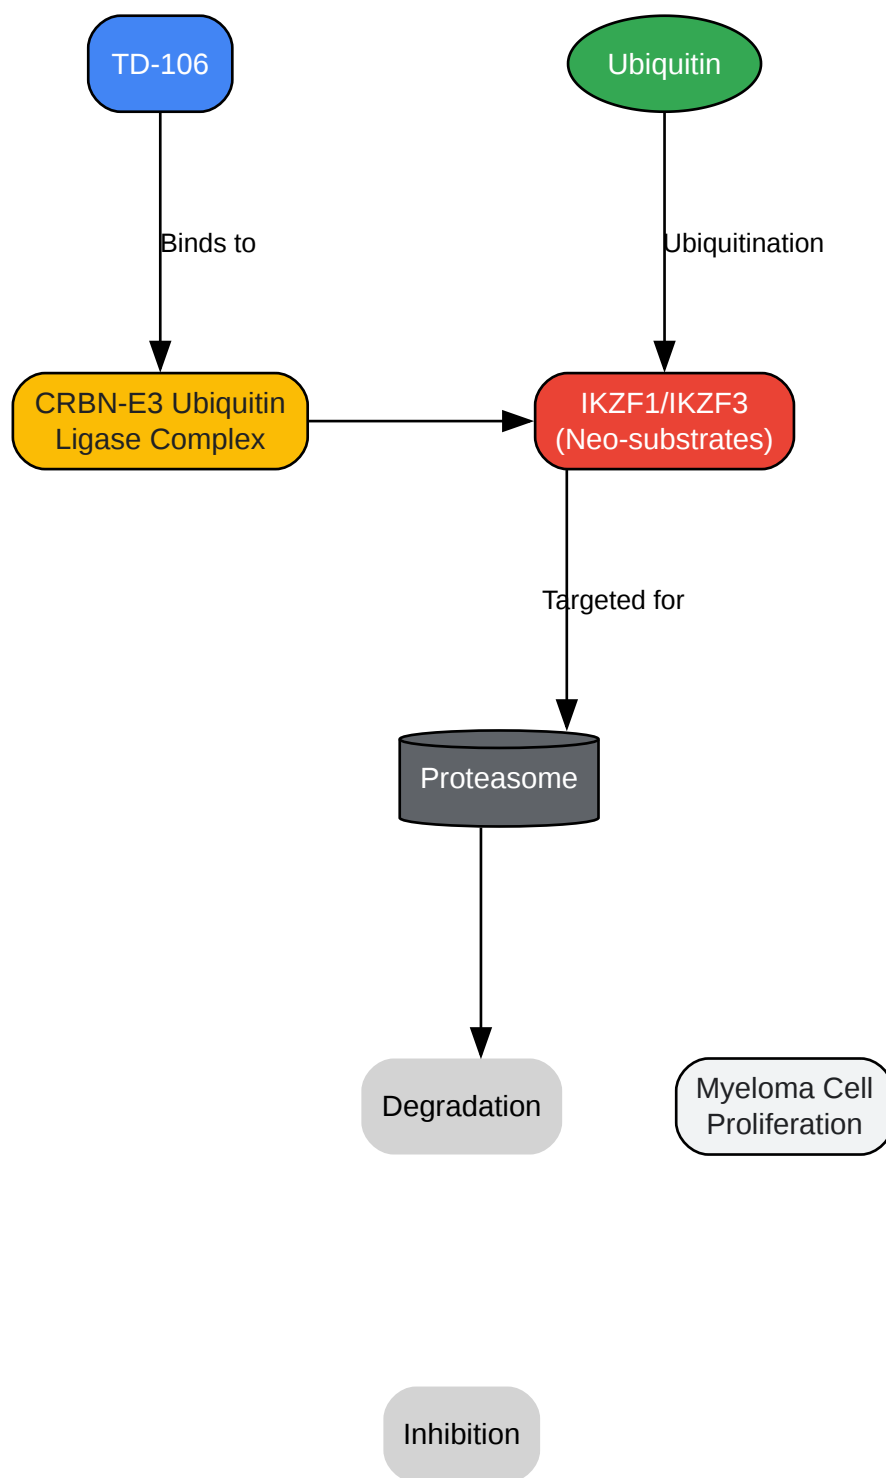 TD-106
Ubiquitin
Binds to
Ubiquitination
CRBN-E3 Ubiquitin
Ligase Complex
IKZF1/IKZF3
(Neo-substrates)
Targeted for
Proteasome
Degradation
Myeloma Cell
Proliferation
Inhibition